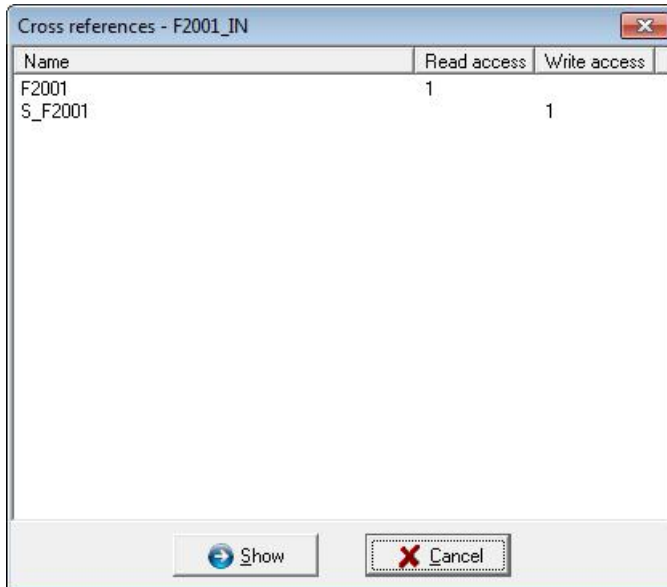 Cross references - F2001_IN
Name Read access Write access
F2001 1
S_F2001 1
Show Cancel